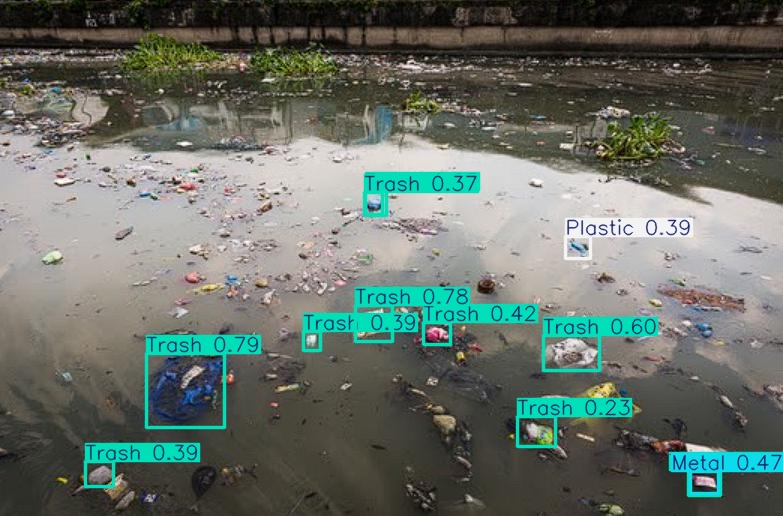 Trash 0.37
Plastic 0.39
Trash 0.78
Trash 0.39
Trash 0.42
Trash 0.60
Trash 0.79
Trash 0.23
Trash 0.39
Metal 0.47